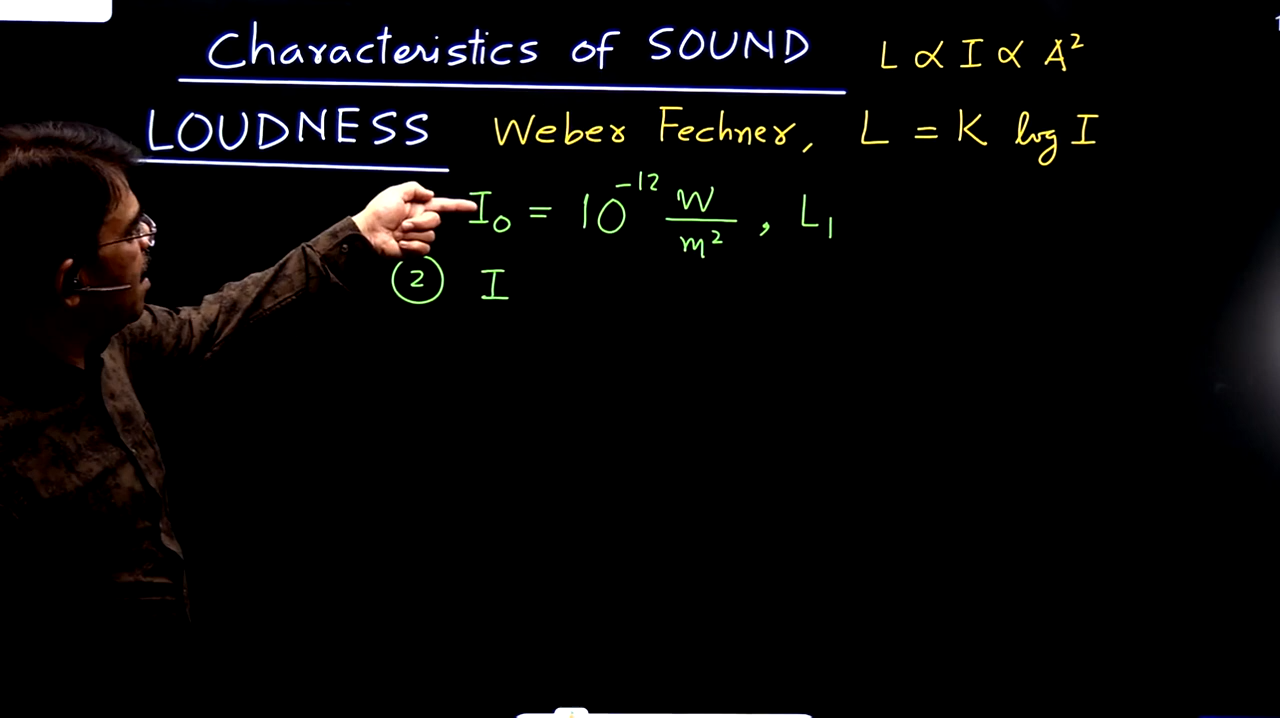 Characteristics of SOUND L ∝ I ∝ A²
LOUDNESS Weber Fechner, L = K log I
I₀ = 10⁻¹² W/m², L₁
② I